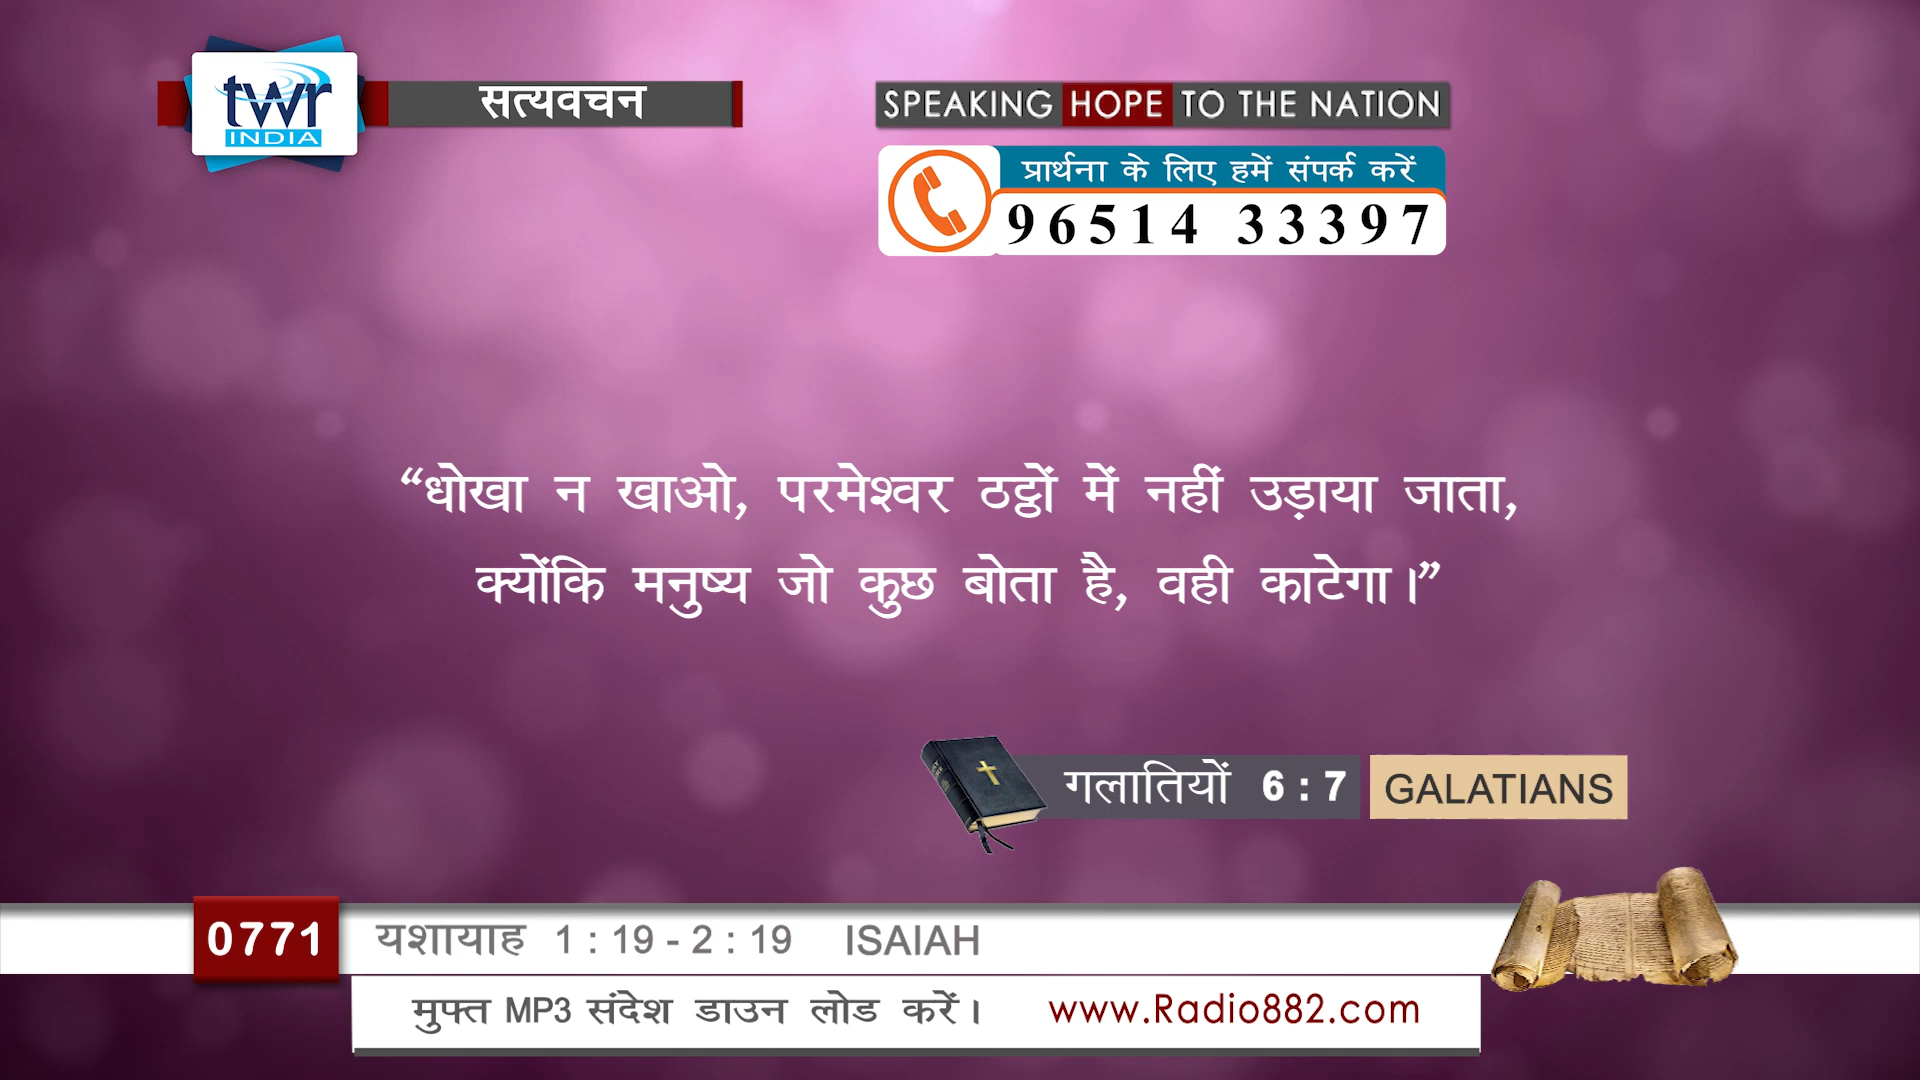 twr
INDIA
सत्यवचन
SPEAKING HOPE TO THE NATION
प्रार्थना के लिए हमें संपर्क करें
96514 33397
“धोखा न खाओ, परमेश्वर ठट्ठों में नहीं उड़ाया जाता,
क्योंकि मनुष्य जो कुछ बोता है, वही काटेगा।”
गलातियों 6 : 7 GALATIANS
0771 यशायाह 1 : 19 - 2 : 19 ISAIAH
मुफ्त MP3 संदेश डाउन लोड करें। www.Radio882.com